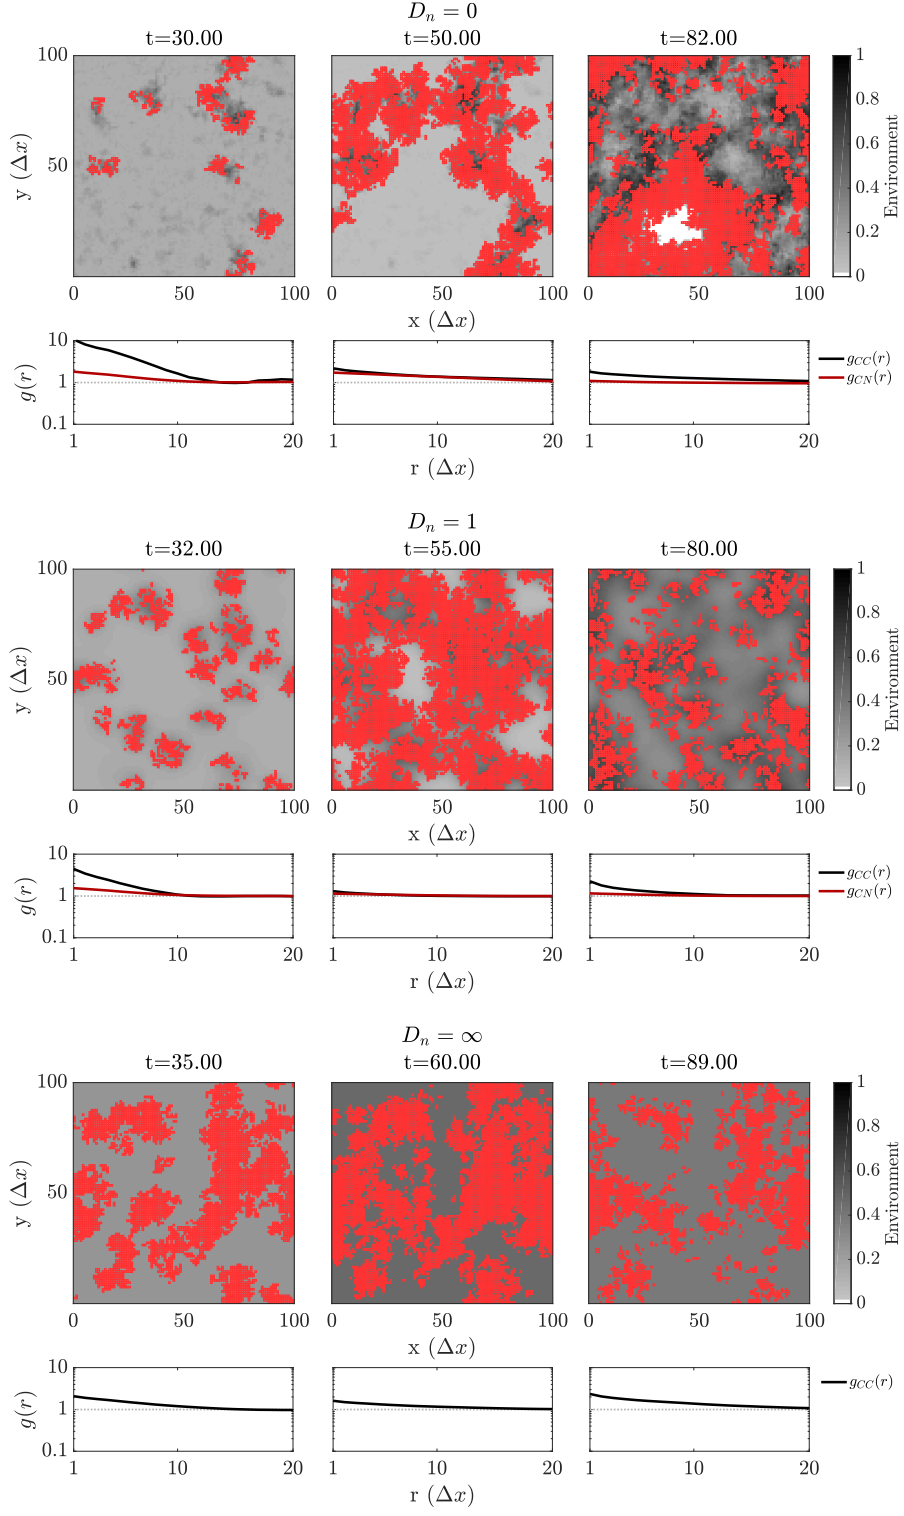 D_n = 0
t=30.00 t=50.00 t=82.00
100 1
0.8
y (Δx) 50 0.6 Environment
0.4
0.2
0
0 50 100 0 50 100 0 50 100
x (Δx)
10 g_CC(r)
g(r) 1 g_CN(r)
0.1
1 10 20 1 10 20 1 10 20
r (Δx)
D_n = 1
t=32.00 t=55.00 t=80.00
100 1
0.8
y (Δx) 50 0.6 Environment
0.4
0.2
0
0 50 100 0 50 100 0 50 100
x (Δx)
10 g_CC(r)
g(r) 1 g_CN(r)
0.1
1 10 20 1 10 20 1 10 20
r (Δx)
D_n = ∞
t=35.00 t=60.00 t=89.00
100 1
0.8
y (Δx) 50 0.6 Environment
0.4
0.2
0
0 50 100 0 50 100 0 50 100
x (Δx)
10 g_CC(r)
g(r) 1
0.1
1 10 20 1 10 20 1 10 20
r (Δx)